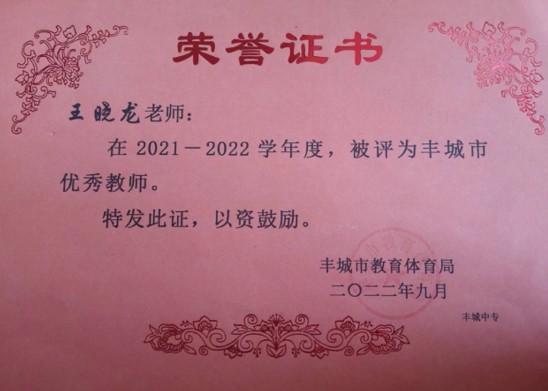 荣誉证书
王晓龙老师：
在2021－2022学年度，被评为丰城市
优秀教师。
特发此证，以资鼓励。
丰城市教育体育局
二〇二二年九月
丰城中专